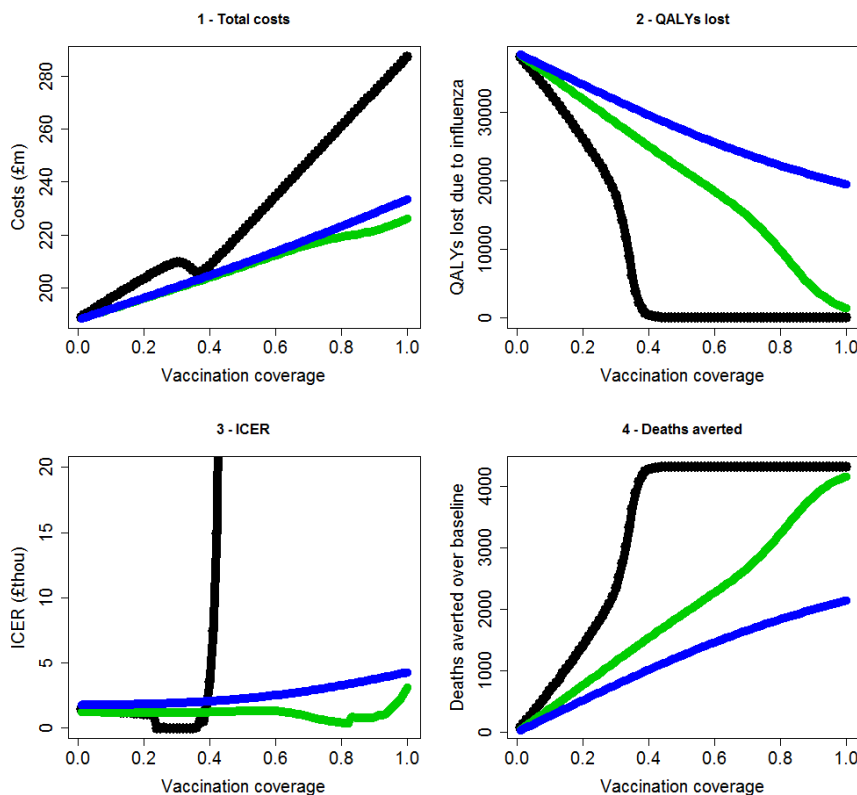 1 - Total costs
Costs (£m)
280
260
240
220
200
0.0 0.2 0.4 0.6 0.8 1.0
Vaccination coverage
2 - QALYs lost
QALYs lost due to influenza
30000
20000
10000
0
0.0 0.2 0.4 0.6 0.8 1.0
Vaccination coverage
3 - ICER
ICER (£thou)
20
15
10
5
0
0.0 0.2 0.4 0.6 0.8 1.0
Vaccination coverage
4 - Deaths averted
Deaths averted over baseline
4000
3000
2000
1000
0
0.0 0.2 0.4 0.6 0.8 1.0
Vaccination coverage